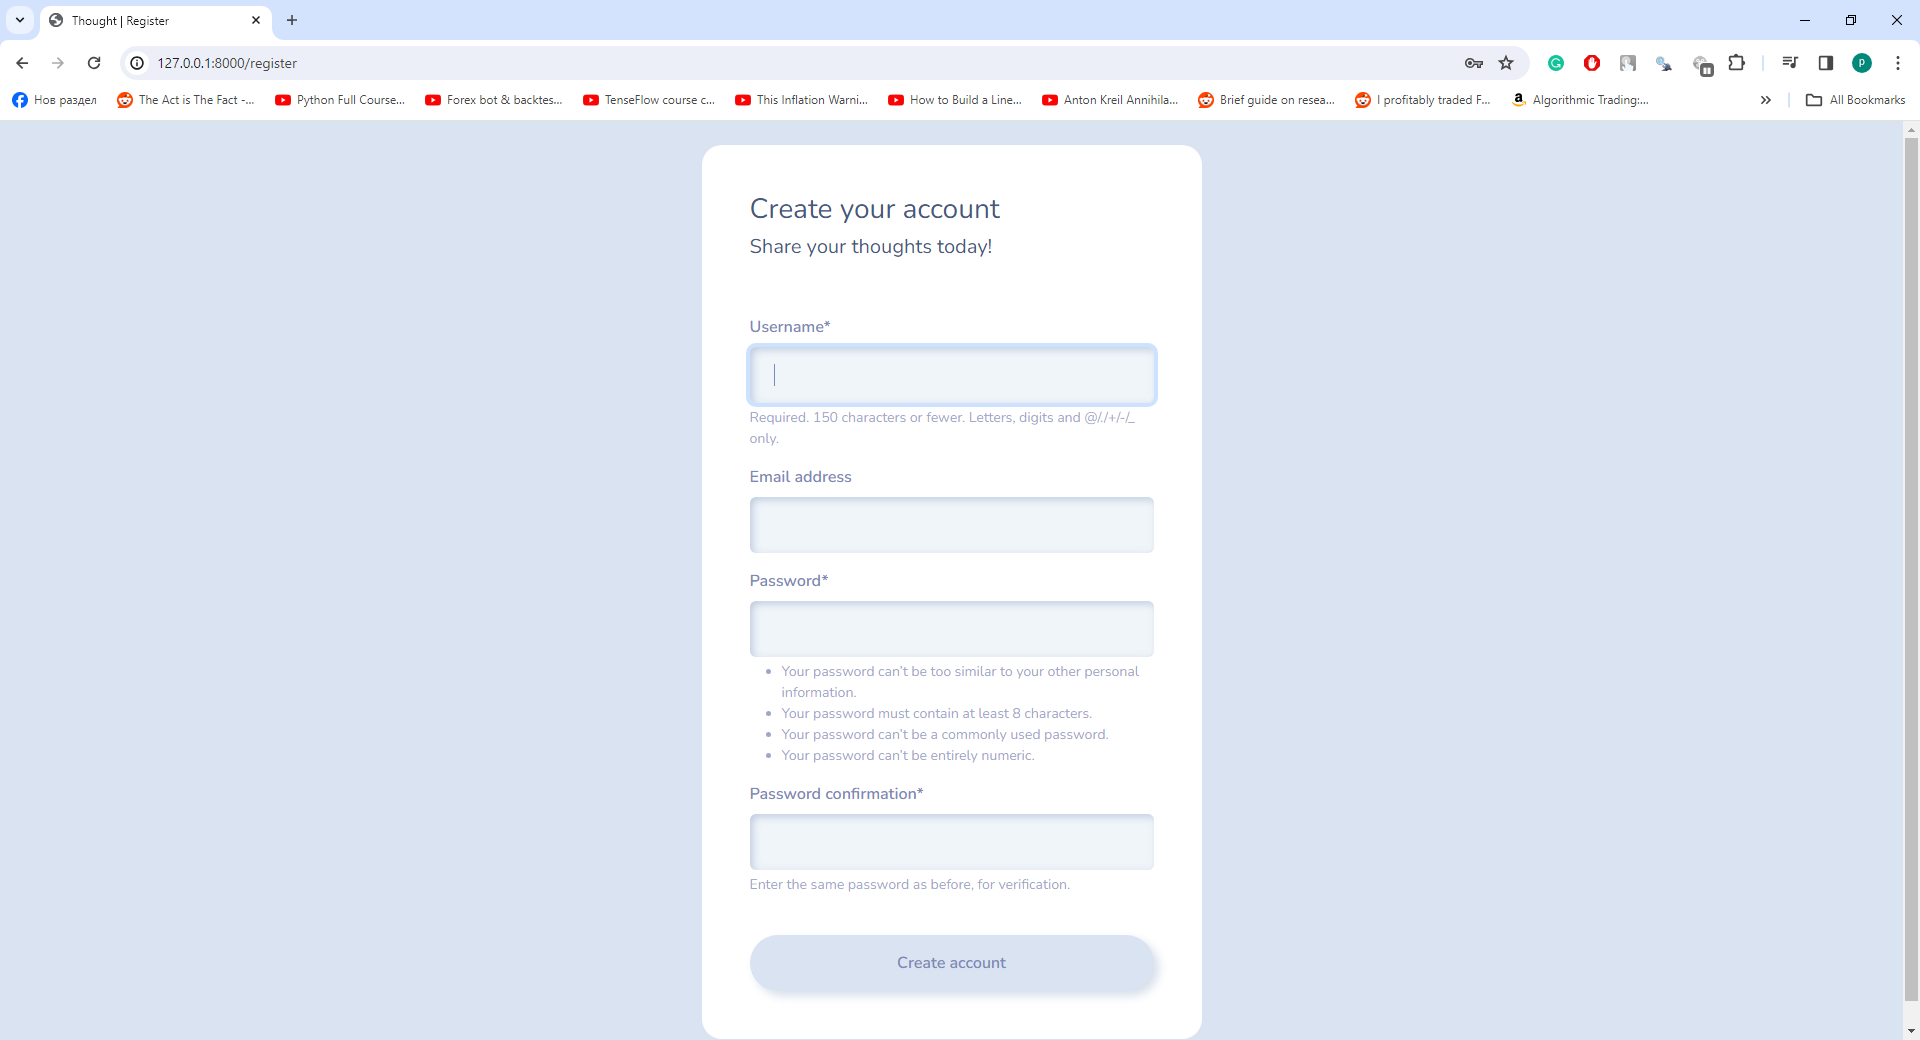 Thought | Register
127.0.0.1:8000/register
p
Нов раздел
The Act is The Fact -...
Python Full Course...
Forex bot & backtes...
TenseFlow course c...
This Inflation Warni...
How to Build a Line...
Anton Kreil Annihila...
Brief guide on resea...
I profitably traded F...
Algorithmic Trading:...
All Bookmarks
Create your account
Share your thoughts today!
Username*
Required. 150 characters or fewer. Letters, digits and @/./+/-/_
only.
Email address
Password*
Your password can't be too similar to your other personal
information.
Your password must contain at least 8 characters.
Your password can't be a commonly used password.
Your password can't be entirely numeric.
Password confirmation*
Enter the same password as before, for verification.
Create account